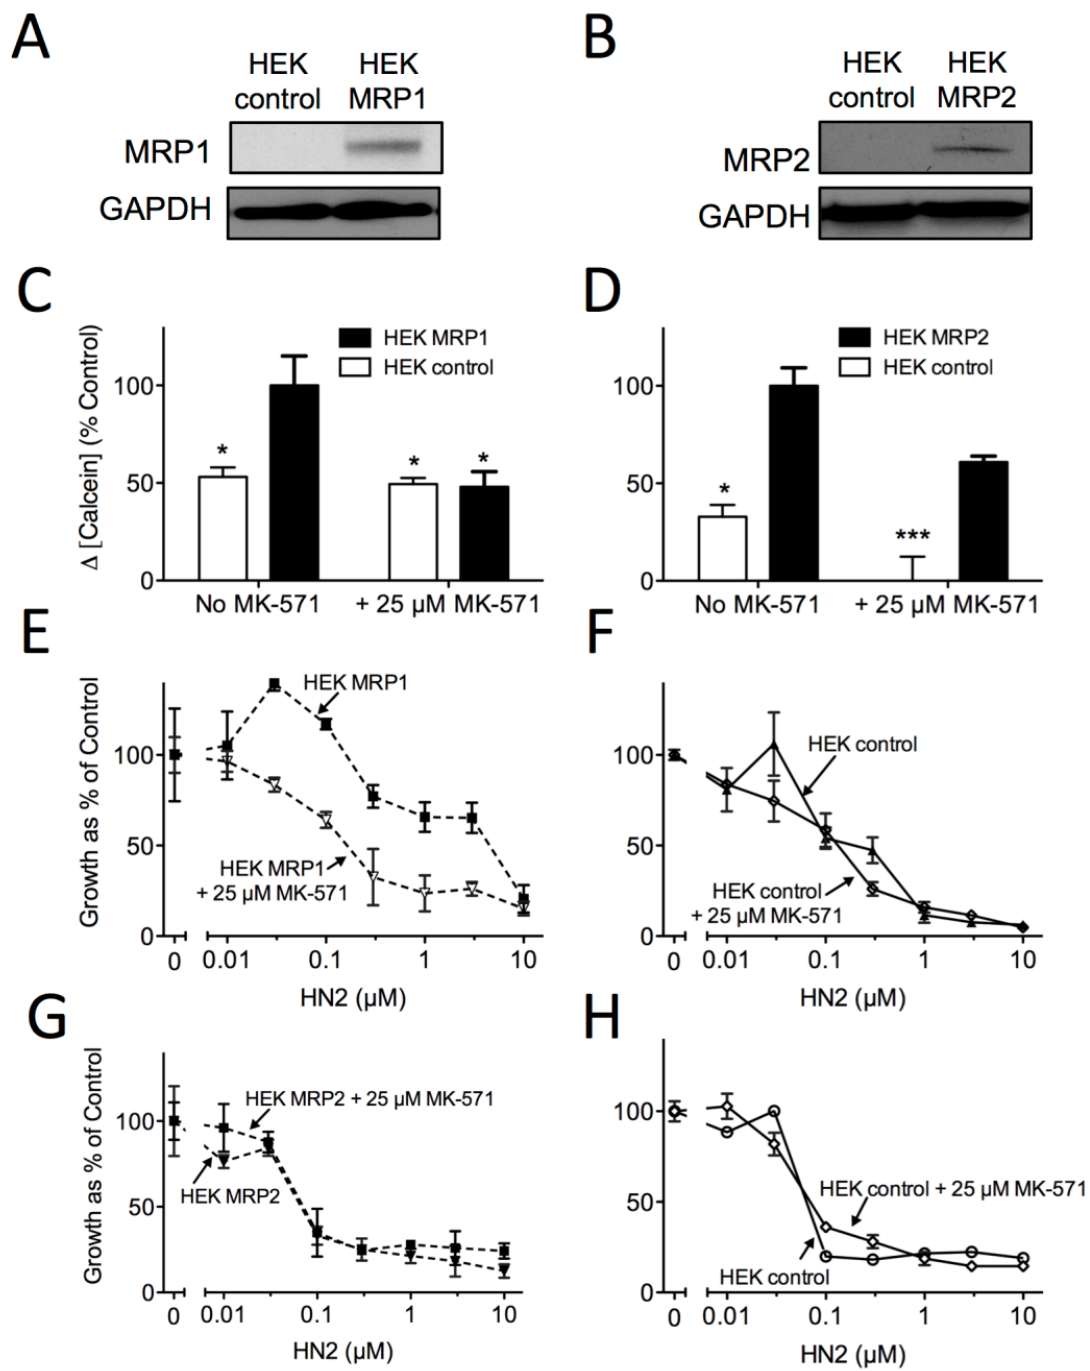 A
HEK
control
HEK
MRP1
MRP1
GAPDH
B
HEK
control
HEK
MRP2
MRP2
GAPDH
C
Δ [Calcein] (% Control)
100
50
0
HEK MRP1
HEK control
*
*
*
No MK-571
+ 25 µM MK-571
D
100
50
0
HEK MRP2
HEK control
*
***
No MK-571
+ 25 µM MK-571
E
Growth as % of Control
100
50
0
HEK MRP1
HEK MRP1
+ 25 µM MK-571
0
0.01
0.1
1
10
HN2 (µM)
F
100
50
0
HEK control
HEK control
+ 25 µM MK-571
0
0.01
0.1
1
10
HN2 (µM)
G
Growth as % of Control
100
50
0
HEK MRP2 + 25 µM MK-571
HEK MRP2
0
0.01
0.1
1
10
HN2 (µM)
H
100
50
0
HEK control + 25 µM MK-571
HEK control
0
0.01
0.1
1
10
HN2 (µM)